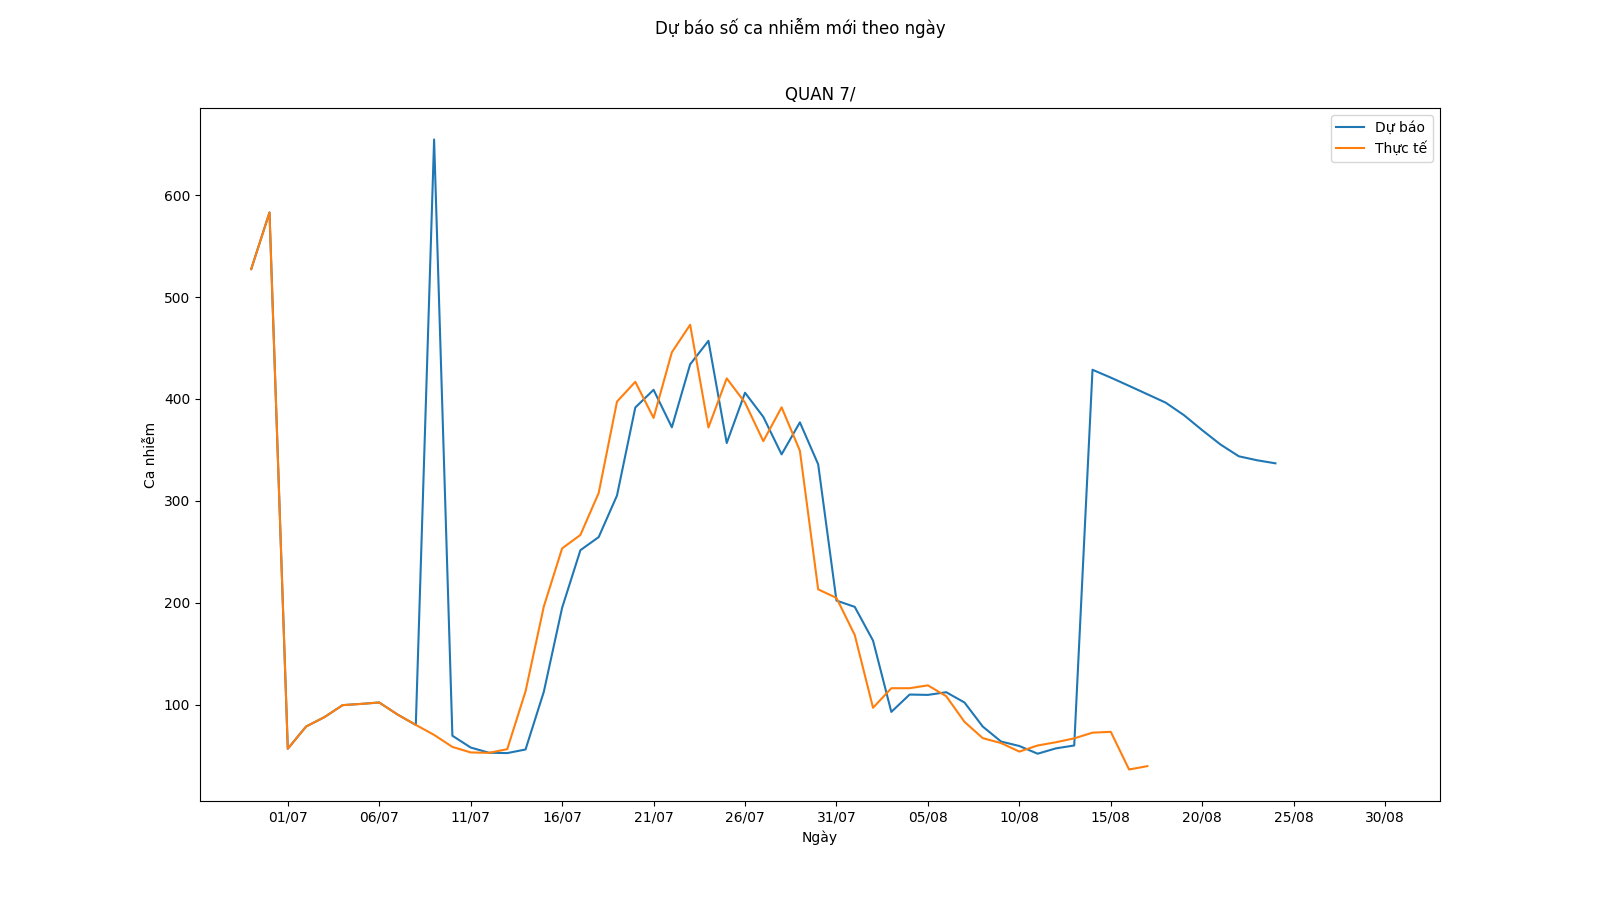 Dự báo số ca nhiễm mới theo ngày
QUAN 7/
Dự báo
Thực tế
600
500
400
300
200
100
Ca nhiễm
01/07 06/07 11/07 16/07 21/07 26/07 31/07 05/08 10/08 15/08 20/08 25/08 30/08
Ngày